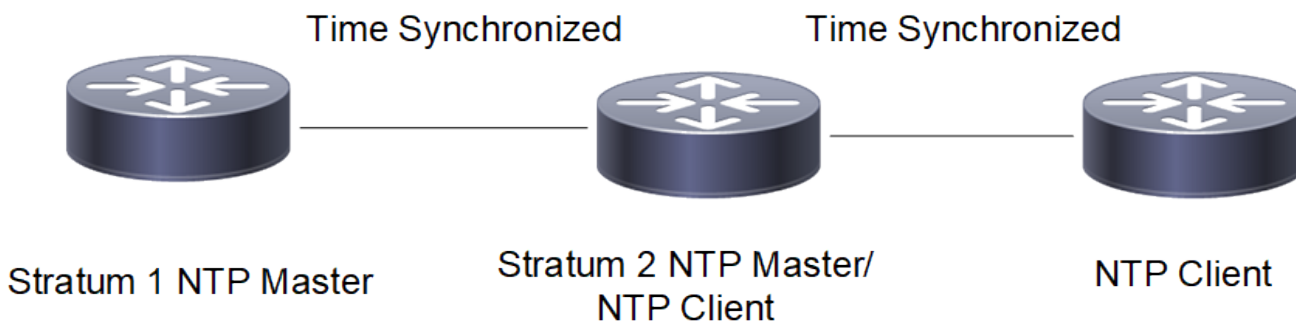 Time Synchronized
Time Synchronized
Stratum 1 NTP Master
Stratum 2 NTP Master/
NTP Client
NTP Client